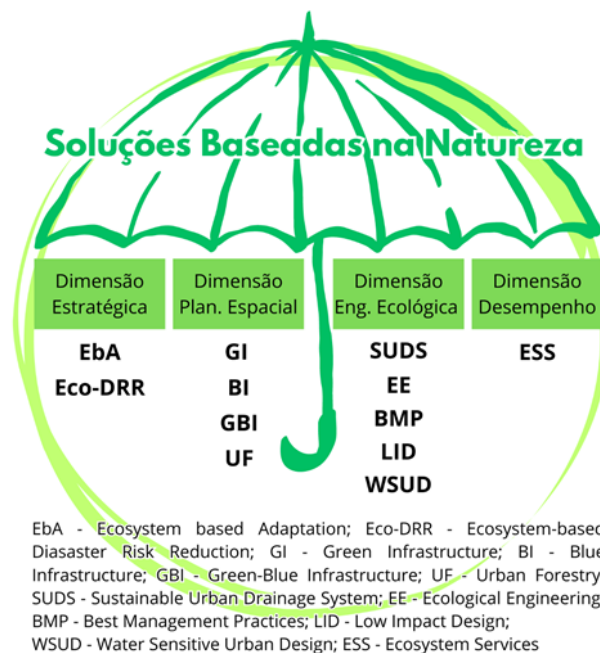 Soluções Baseadas na Natureza
Dimensão
Estratégica
EbA
Eco-DRR
Dimensão
Plan. Espacial
GI
BI
GBI
UF
Dimensão
Eng. Ecológica
SUDS
EE
BMP
LID
WSUD
Dimensão
Desempenho
ESS
EbA - Ecosystem based Adaptation; Eco-DRR - Ecosystem-based
Diasaster Risk Reduction; GI - Green Infrastructure; BI - Blue
Infrastructure; GBI - Green-Blue Infrastructure; UF - Urban Forestry
SUDS - Sustainable Urban Drainage System; EE - Ecological Engineering
BMP - Best Management Practices; LID - Low Impact Design;
WSUD - Water Sensitive Urban Design; ESS - Ecosystem Services